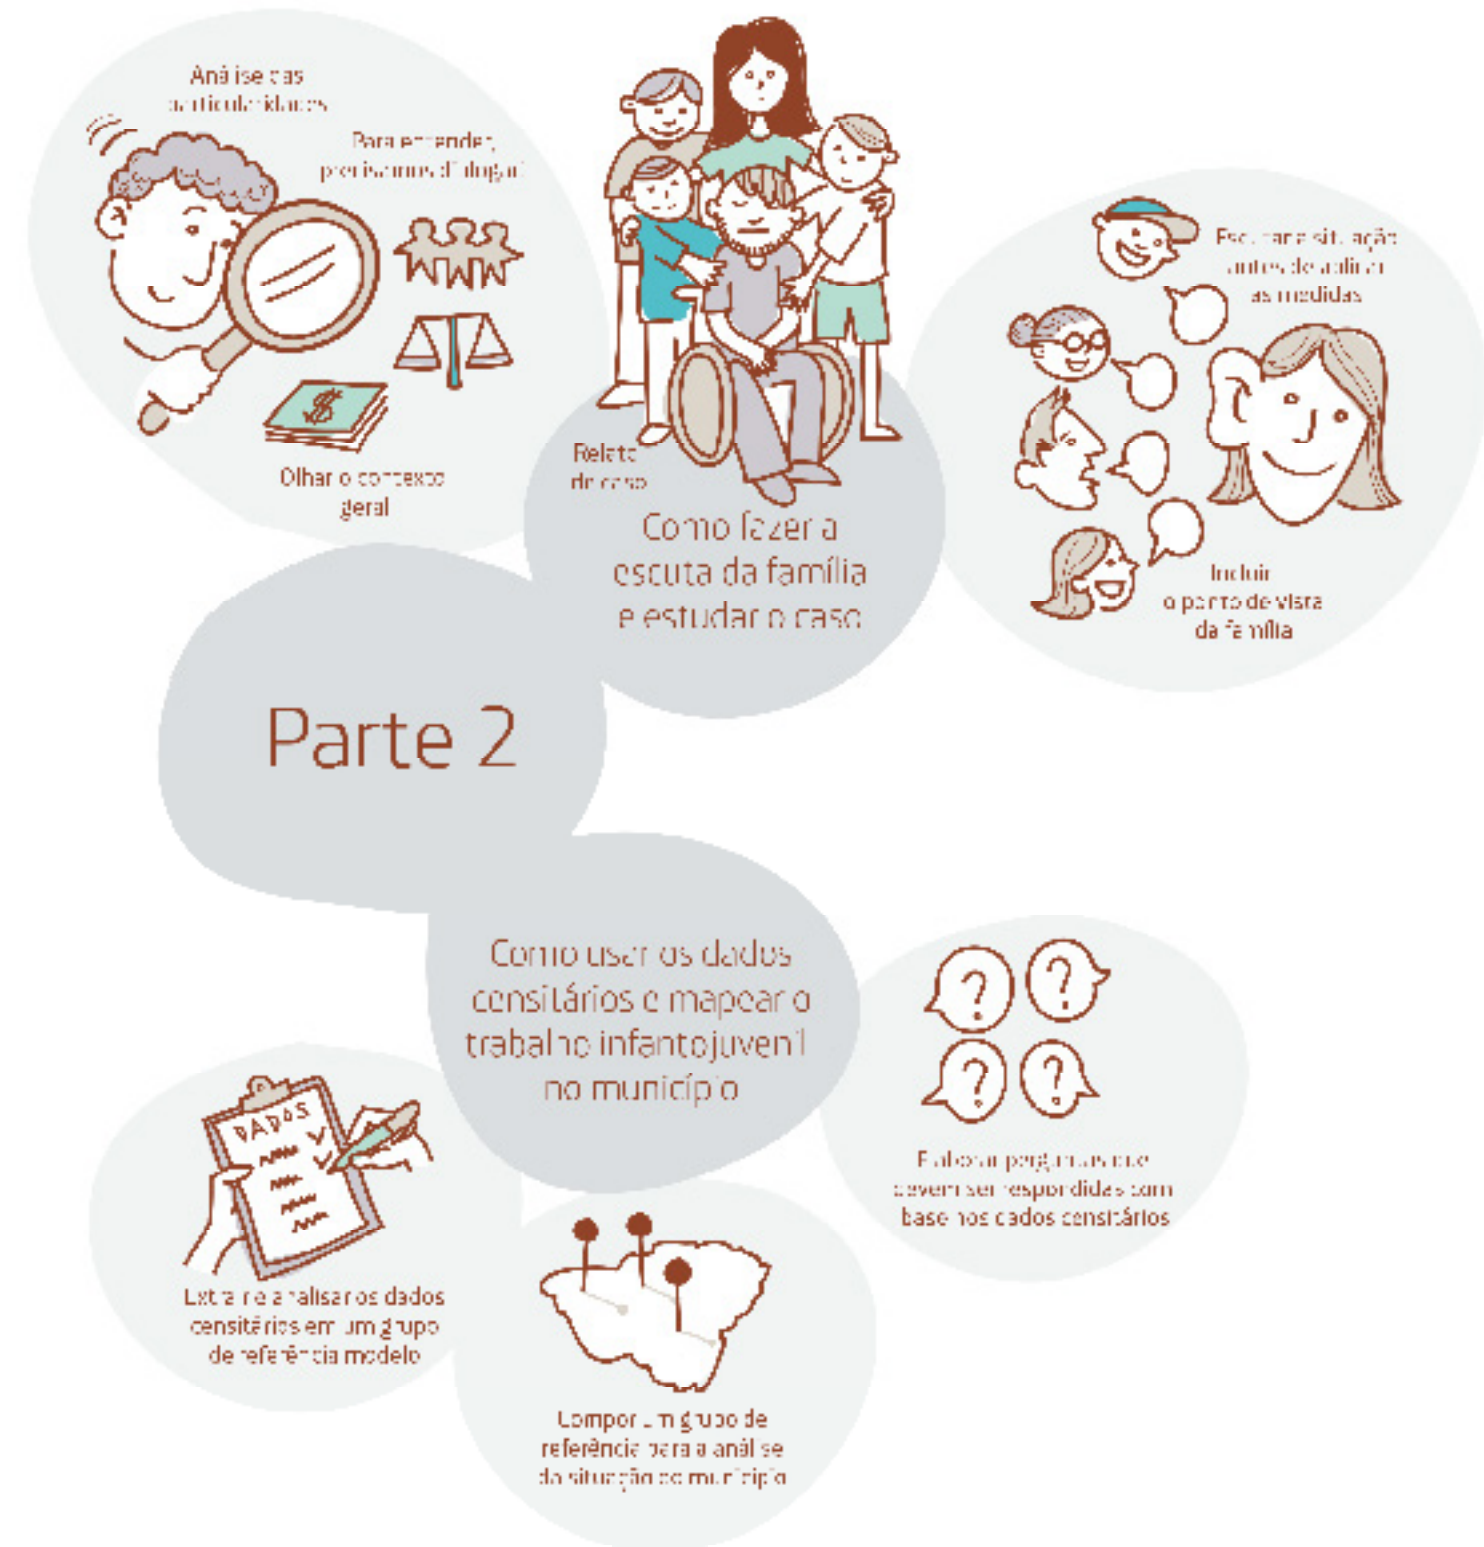 Análise das
particularidades
Para entender,
precisamos dialogar
$
Olhar o contexto
geral
Relato
de caso
Como fazer a
escuta da família
e estudar o caso
Escutar a situação
antes de aplicar
as medidas
Incluir
o ponto de vista
da família
Parte 2
Como usar os dados
censitários e mapear o
trabalho infantojuvenil
no município
? ?
? ?
Elaborar perguntas que
devem ser respondidas com
base nos dados censitários
DADOS
Extrair e analisar os dados
censitários em um grupo
de referência modelo
Compor um grupo de
referência para a análise
da situação do município